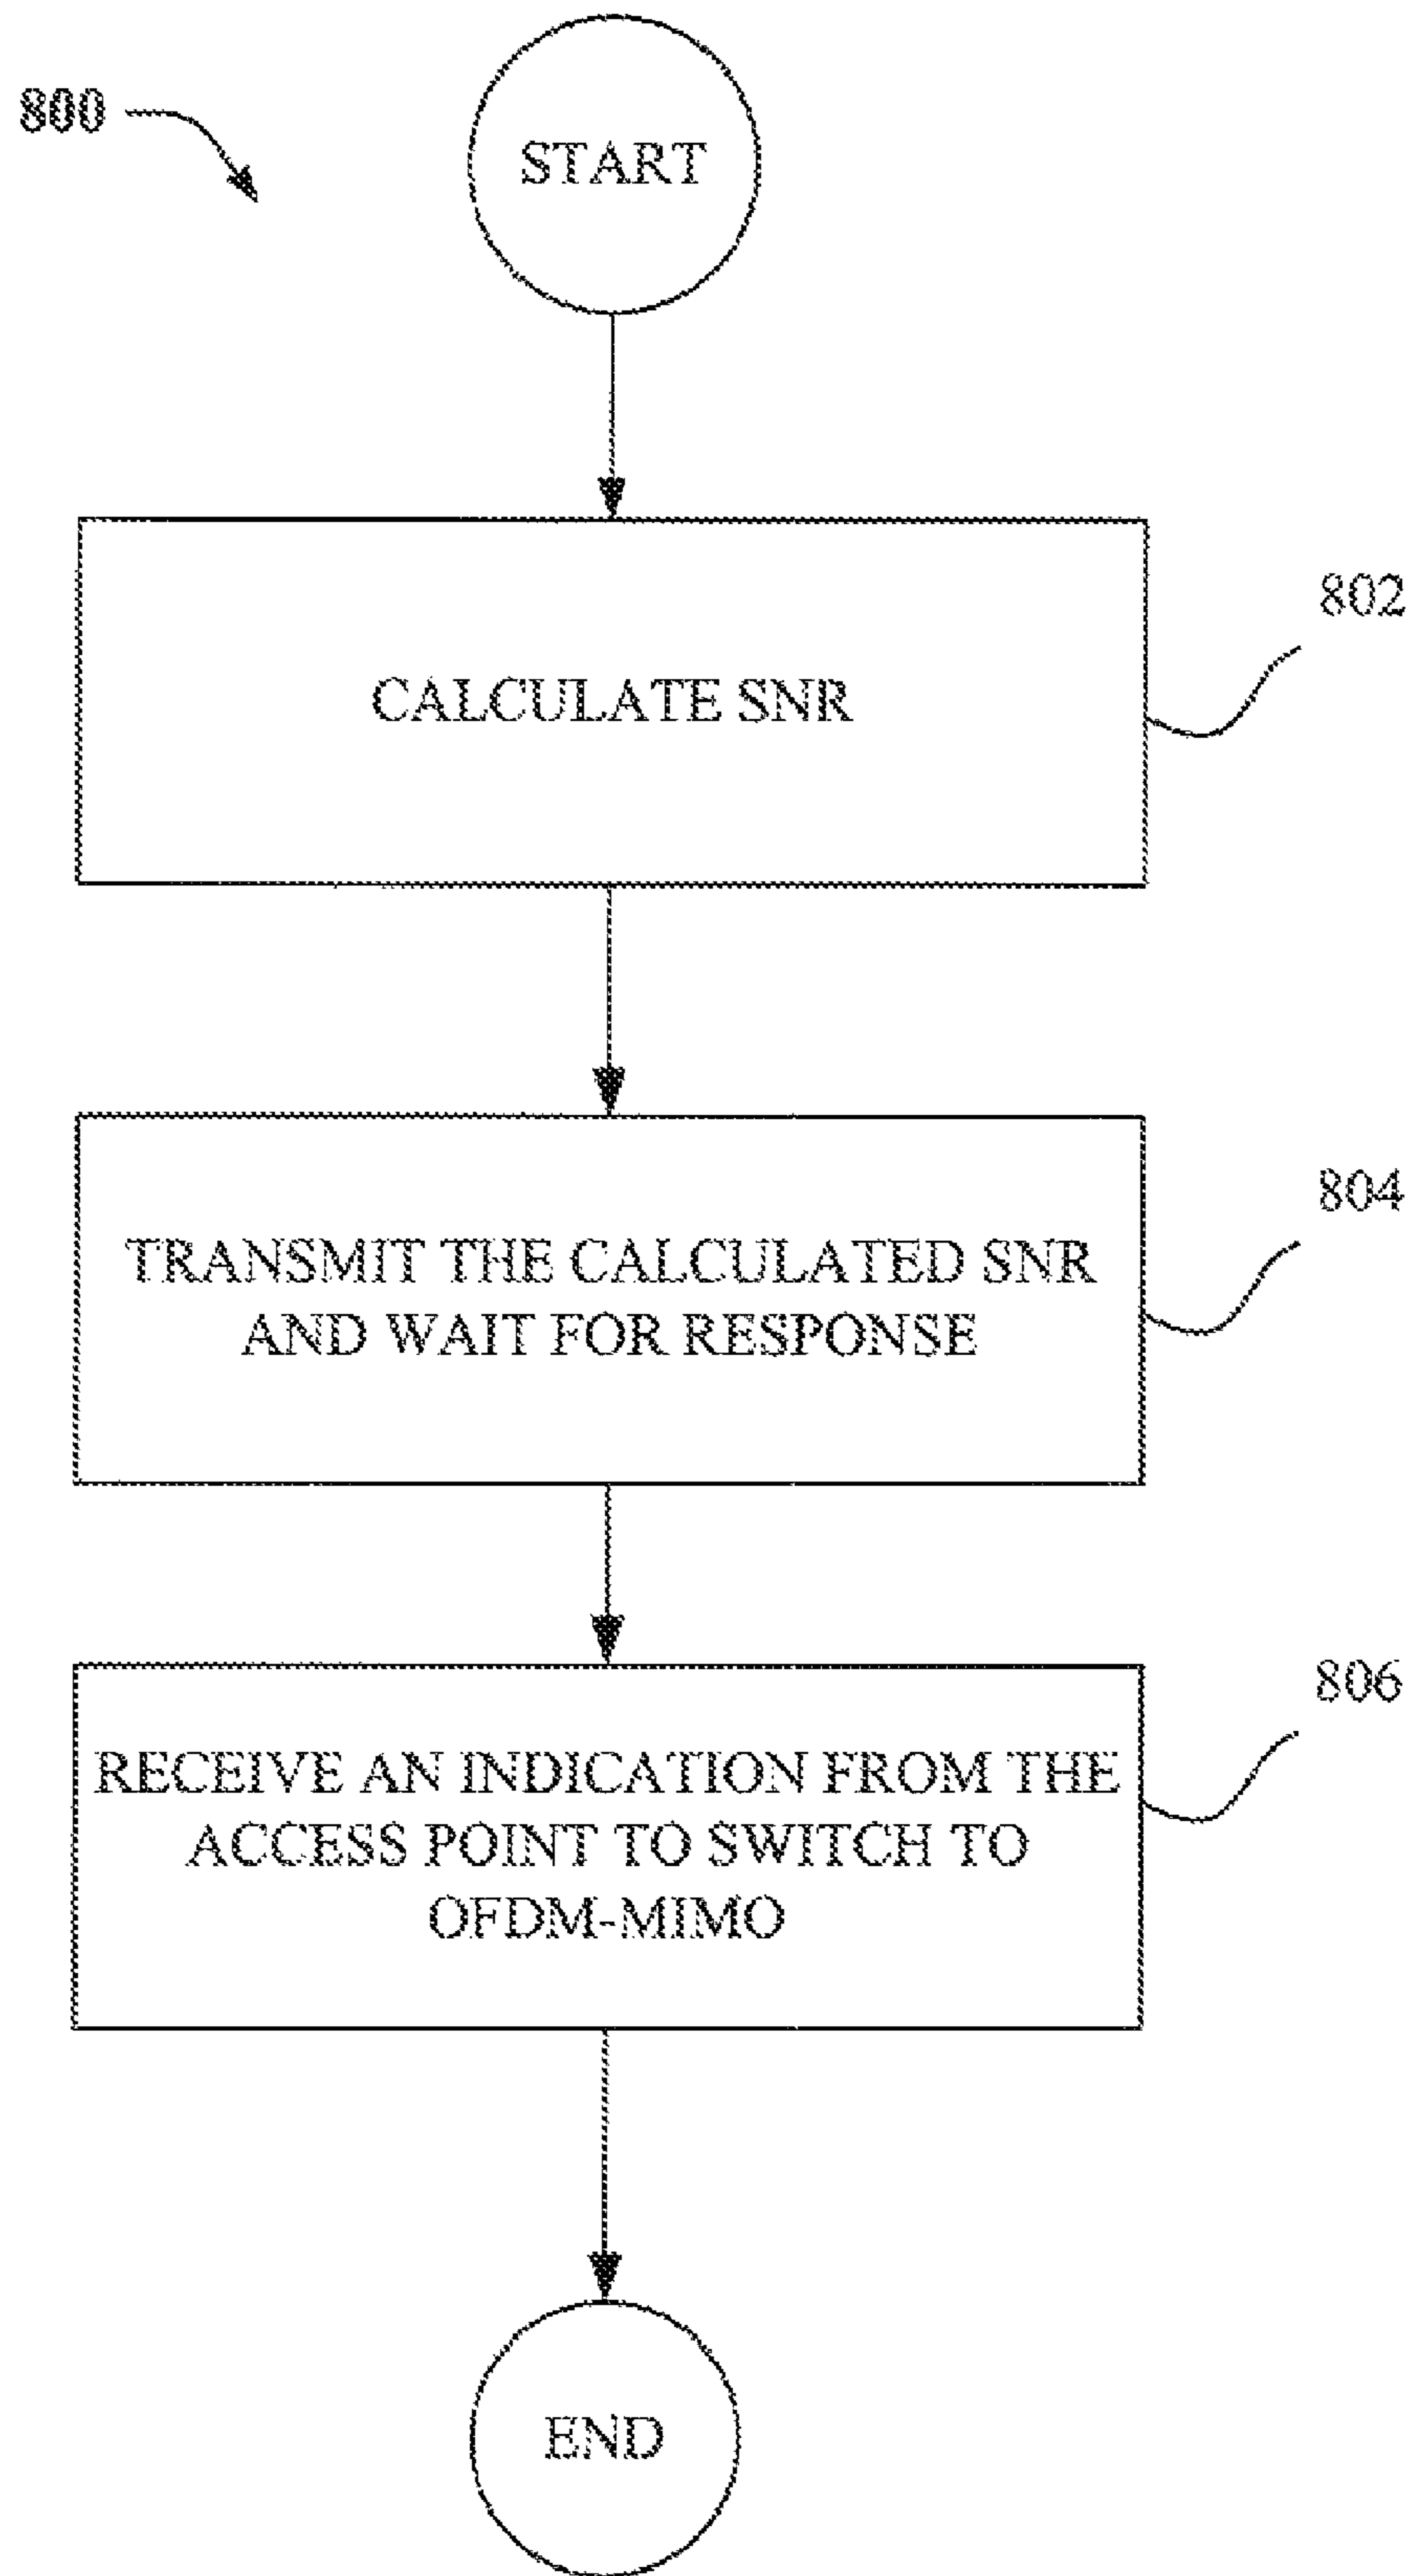 800
START
CALCULATE SNR
802
TRANSMIT THE CALCULATED SNR
AND WAIT FOR RESPONSE
804
RECEIVE AN INDICATION FROM THE
ACCESS POINT TO SWITCH TO
OFDM-MIMO
806
END